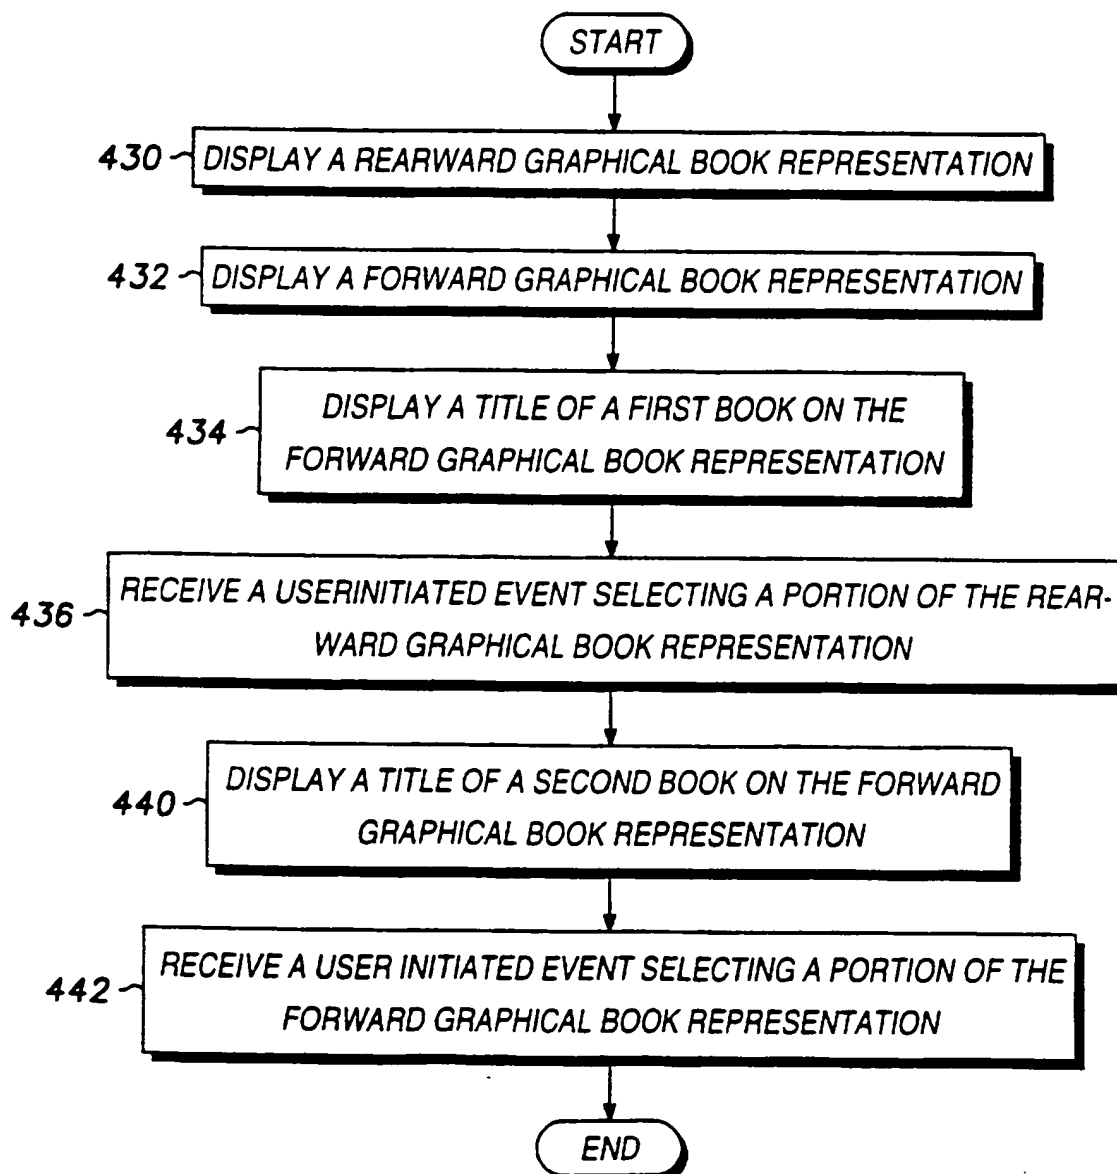 START
430 DISPLAY A REARWARD GRAPHICAL BOOK REPRESENTATION
432 DISPLAY A FORWARD GRAPHICAL BOOK REPRESENTATION
DISPLAY A TITLE OF A FIRST BOOK ON THE
434
FORWARD GRAPHICAL BOOK REPRESENTATION
RECEIVE A USERINITIATED EVENT SELECTING A PORTION OF THE REAR-
436
WARD GRAPHICAL BOOK REPRESENTATION
DISPLAY A TITLE OF A SECOND BOOK ON THE FORWARD
440
GRAPHICAL BOOK REPRESENTATION
RECEIVE A USER INITIATED EVENT SELECTING A PORTION OF THE
442
FORWARD GRAPHICAL BOOK REPRESENTATION
END